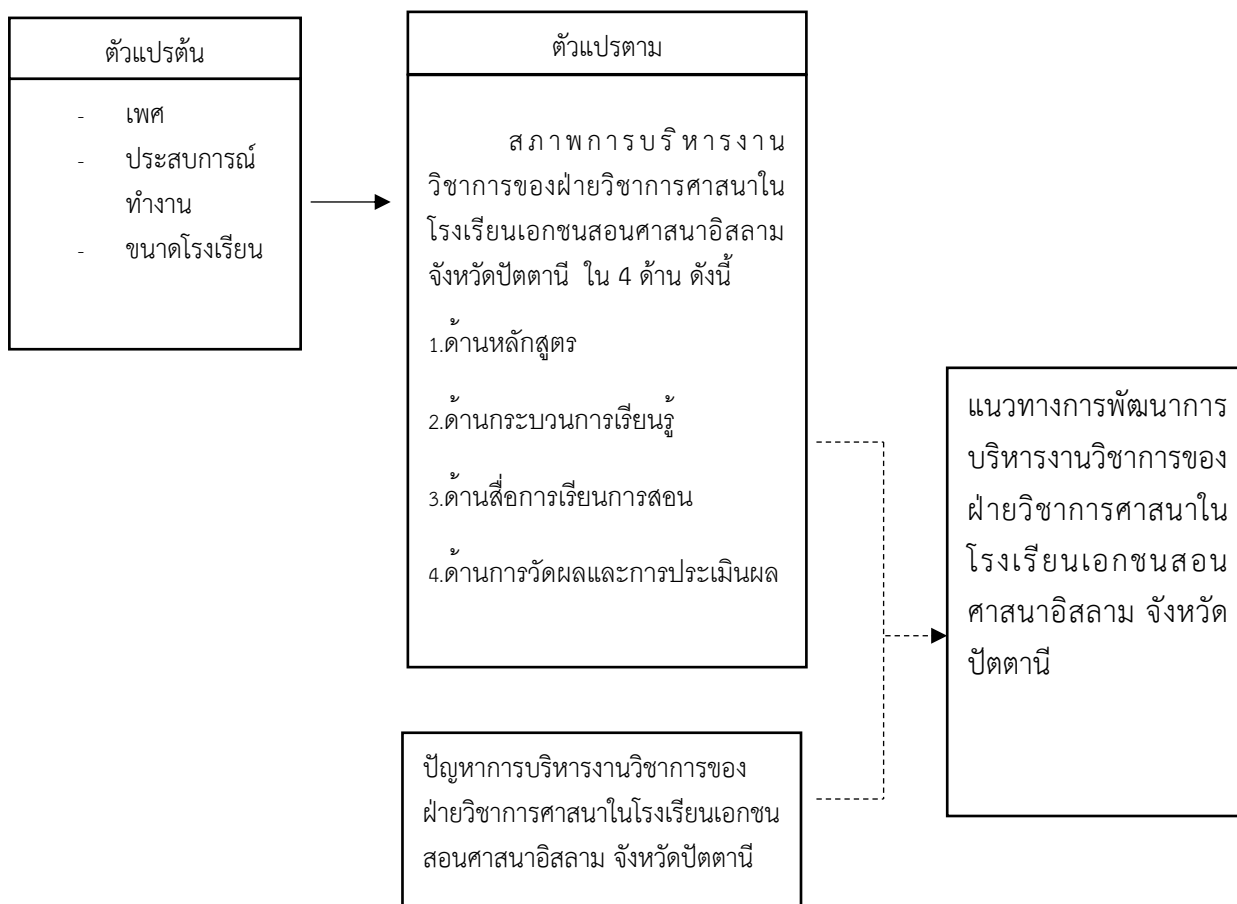 ตัวแปรต้น
- เพศ
- ประสบการณ์
ทำงาน
- ขนาดโรงเรียน
ตัวแปรตาม
สภาพการบริหารงาน
วิชาการของฝ่ายวิชาการศาสนาใน
โรงเรียนเอกชนสอนศาสนาอิสลาม
จังหวัดปัตตานี ใน 4 ด้าน ดังนี้
1.ด้านหลักสูตร
2.ด้านกระบวนการเรียนรู้
3.ด้านสื่อการเรียนการสอน
4.ด้านการวัดผลและการประเมินผล
ปัญหาการบริหารงานวิชาการของ
ฝ่ายวิชาการศาสนาในโรงเรียนเอกชน
สอนศาสนาอิสลาม จังหวัดปัตตานี
แนวทางการพัฒนาการ
บริหารงานวิชาการของ
ฝ่ายวิชาการศาสนาใน
โรงเรียนเอกชนสอน
ศาสนาอิสลาม จังหวัด
ปัตตานี